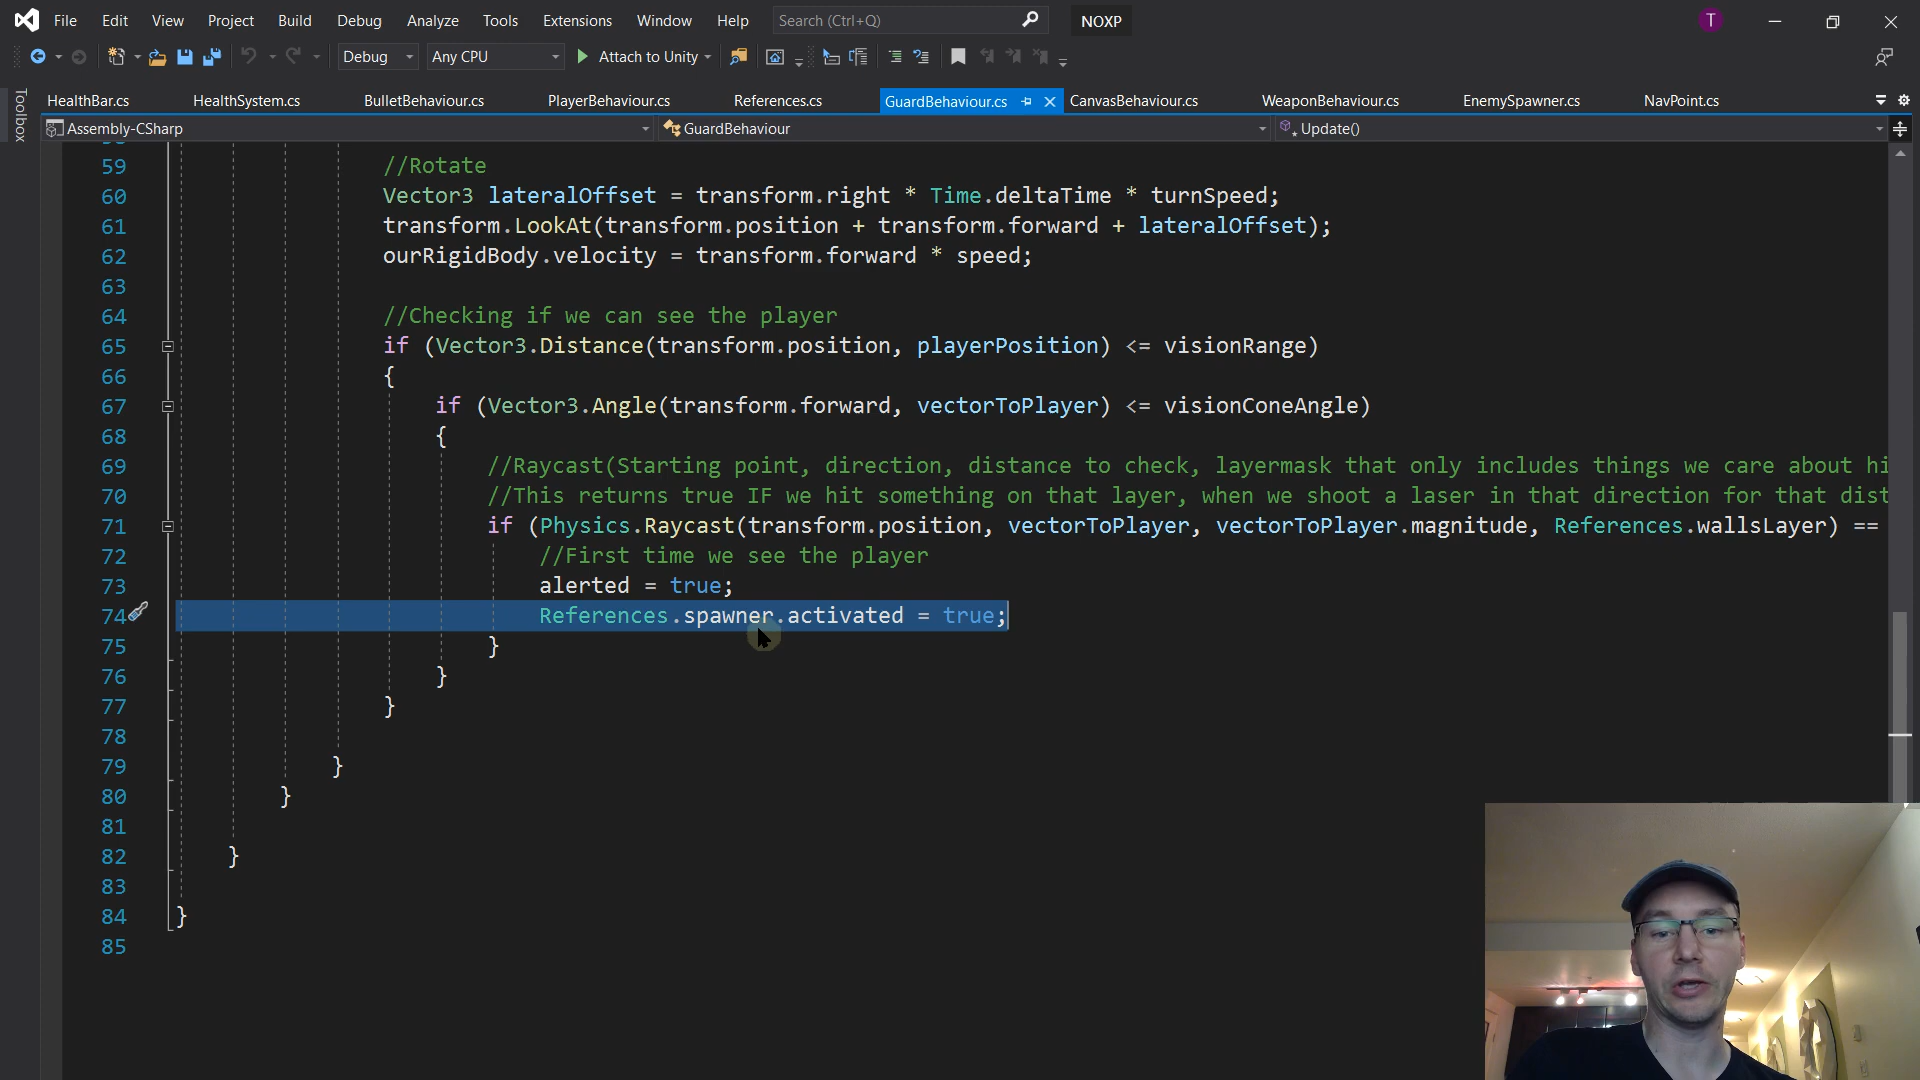 File Edit View Project Build Debug Analyze Tools Extensions Window Help Search (Ctrl+Q) NOXP T
Debug Any CPU Attach to Unity
Toolbox
HealthBar.cs HealthSystem.cs BulletBehaviour.cs PlayerBehaviour.cs References.cs GuardBehaviour.cs CanvasBehaviour.cs WeaponBehaviour.cs EnemySpawner.cs NavPoint.cs
Assembly-CSharp GuardBehaviour Update()
59 //Rotate
60 Vector3 lateralOffset = transform.right * Time.deltaTime * turnSpeed;
61 transform.LookAt(transform.position + transform.forward + lateralOffset);
62 ourRigidBody.velocity = transform.forward * speed;
63
64 //Checking if we can see the player
65 if (Vector3.Distance(transform.position, playerPosition) <= visionRange)
66 {
67 if (Vector3.Angle(transform.forward, vectorToPlayer) <= visionConeAngle)
68 {
69 //Raycast(Starting point, direction, distance to check, layermask that only includes things we care about hi
70 //This returns true IF we hit something on that layer, when we shoot a laser in that direction for that dist
71 if (Physics.Raycast(transform.position, vectorToPlayer, vectorToPlayer.magnitude, References.wallsLayer) ==
72 //First time we see the player
73 alerted = true;
74 References.spawner.activated = true;
75 }
76 }
77 }
78
79 }
80 }
81
82 }
83
84 }
85